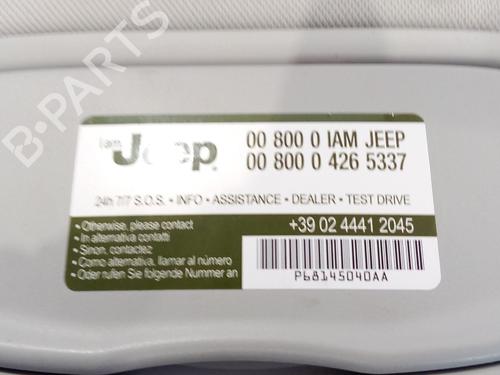 B-PARTS
I am Jeep
00 800 0 IAM JEEP
00 800 0 426 5337
24h 7/7 S.O.S. • INFO • ASSISTANCE • DEALER • TEST DRIVE
• Otherwise, please contact
• In alternativa contatti
• Sinon, contactez
• Como alternativa, llamar al número
• Oder rufen Sie folgende Nummer an
+39 02 4441 2045
P68145040AA